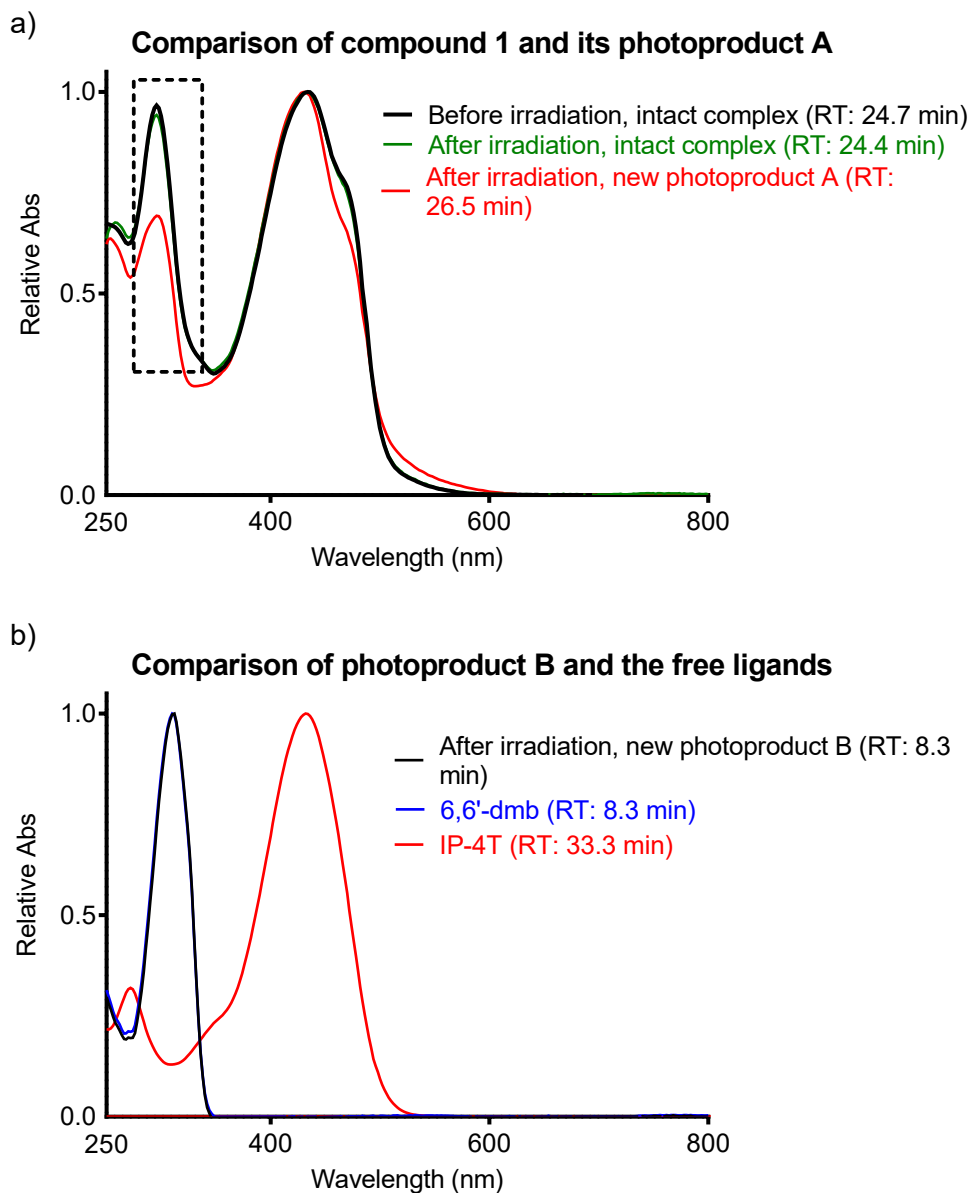 a)
Comparison of compound 1 and its photoproduct A
1.0
0.5
0.0
Relative Abs
250
400
600
800
Wavelength (nm)
Before irradiation, intact complex (RT: 24.7 min)
After irradiation, intact complex (RT: 24.4 min)
After irradiation, new photoproduct A (RT:
26.5 min)
b)
Comparison of photoproduct B and the free ligands
1.0
0.5
0.0
Relative Abs
250
400
600
800
Wavelength (nm)
After irradiation, new photoproduct B (RT: 8.3
min)
6,6'-dmb (RT: 8.3 min)
IP-4T (RT: 33.3 min)